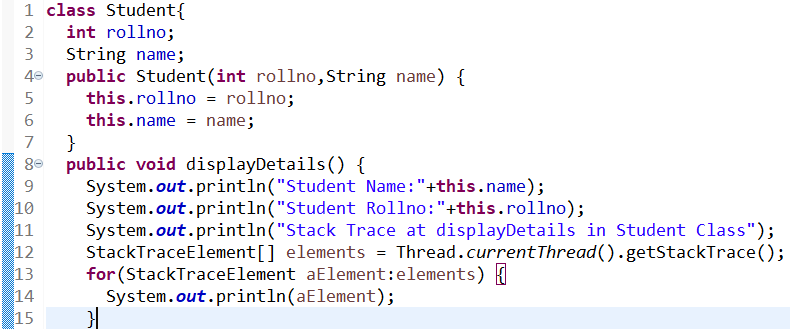 1 class Student{
2 int rollno;
3 String name;
4 public Student(int rollno,String name) {
5 this.rollno = rollno;
6 this.name = name;
7 }
8 public void displayDetails() {
9 System.out.println("Student Name:"+this.name);
10 System.out.println("Student Rollno:"+this.rollno);
11 System.out.println("Stack Trace at displayDetails in Student Class");
12 StackTraceElement[] elements = Thread.currentThread().getStackTrace();
13 for(StackTraceElement aElement:elements) {
14 System.out.println(aElement);
15 }